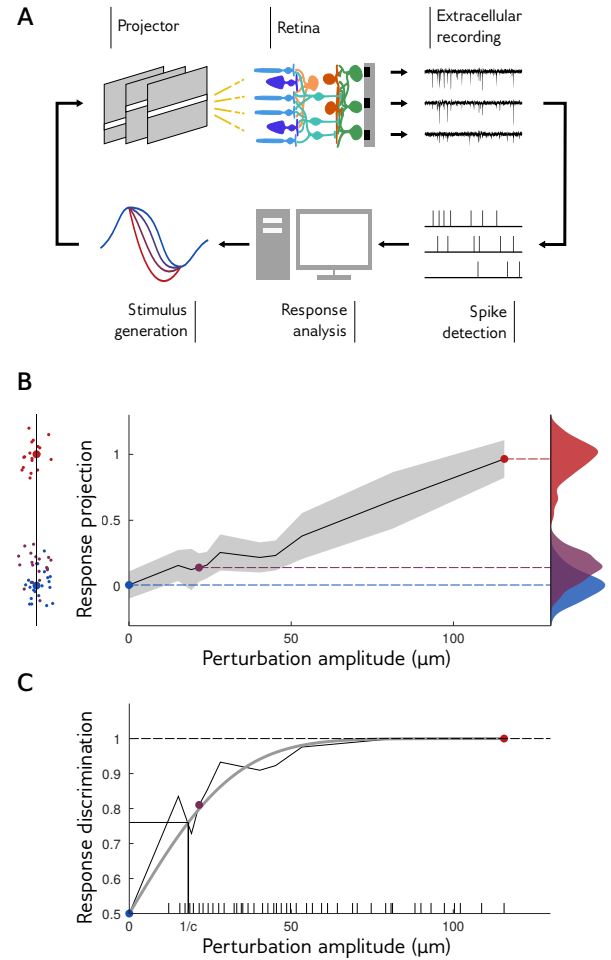 A
Projector
Retina
Extracellular
recording
Stimulus
generation
Response
analysis
Spike
detection
B
Response projection
1
0.5
0
0
50
100
Perturbation amplitude (μm)
C
Response discrimination
1
0.9
0.8
0.7
0.6
0.5
0
1/c
50
100
Perturbation amplitude (μm)